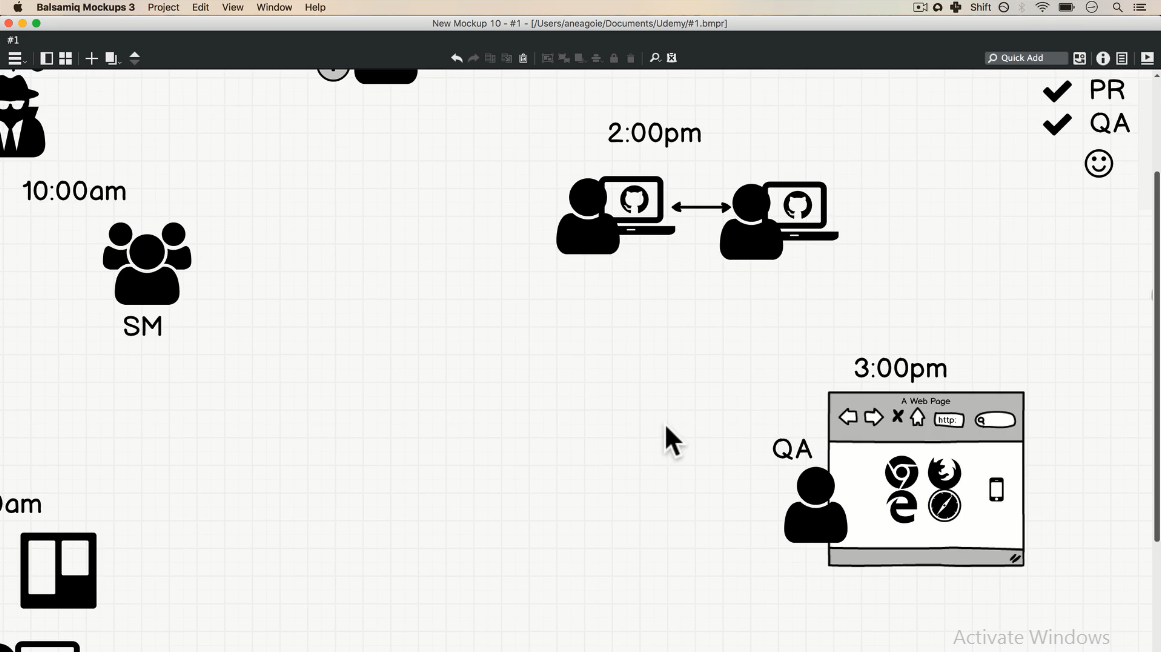 Balsamiq Mockups 3 Project Edit View Window Help Shift
New Mockup 10 - #1 - [/Users/aneagoie/Documents/Udemy/#1.bmpr]
#1
Quick Add
PR
QA
2:00pm
10:00am
SM
3:00pm
A Web Page
http:
QA
am
Activate Windows